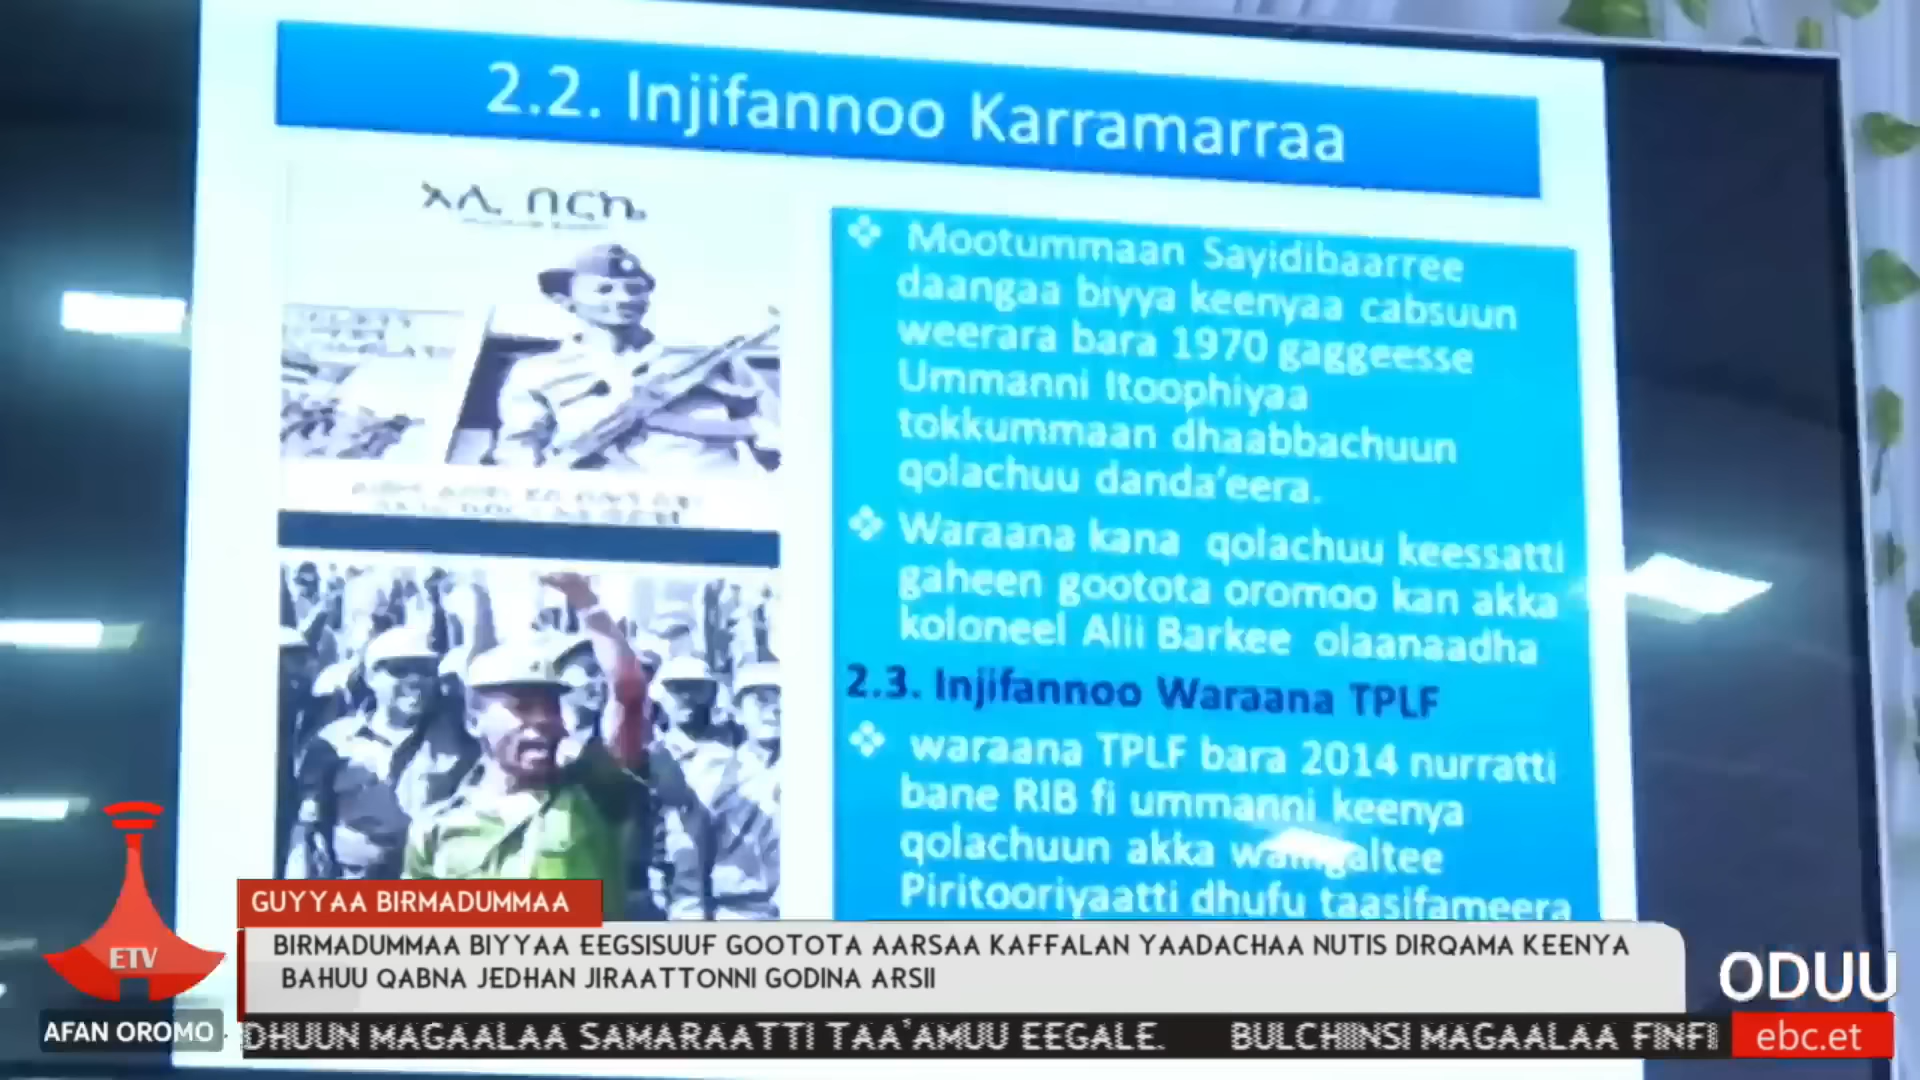 2.2. Injifannoo Karramarraa
አሊ በርኬ
❖ Mootummaan Sayidibaarree
daangaa biyya keenyaa cabsuun
weerara bara 1970 gaggeesse
Ummanni Itoophiyaa
tokkummaan dhaabbachuun
qolachuu danda’eera.
❖ Waraana kana qolachuu keessatti
gaheen gootota oromoo kan akka
koloneel Alii Barkee olaanaadha
2.3. Injifannoo Waraana TPLF
❖ waraana TPLF bara 2014 nurratti
bane RIB fi ummanni keenya
qolachuun akka
Piritooriyaatti dhufu taasifameera
GUYYAA BIRMADUMMAA
BIRMADUMMAA BIYYAA EEGSISUUF GOOTOTA AARSAA KAFFALAN YAADACHAA NUTIS DIRQAMA KEENYA
BAHUU QABNA JEDHAN JIRAATTONNI GODINA ARSII
ETV
AFAN OROMO
ODUU
DHUUN MAGAALAA SAMARAATTI TAA`AMUU EEGALE. BULCHIINSI MAGAALAA FINFI
ebc.et